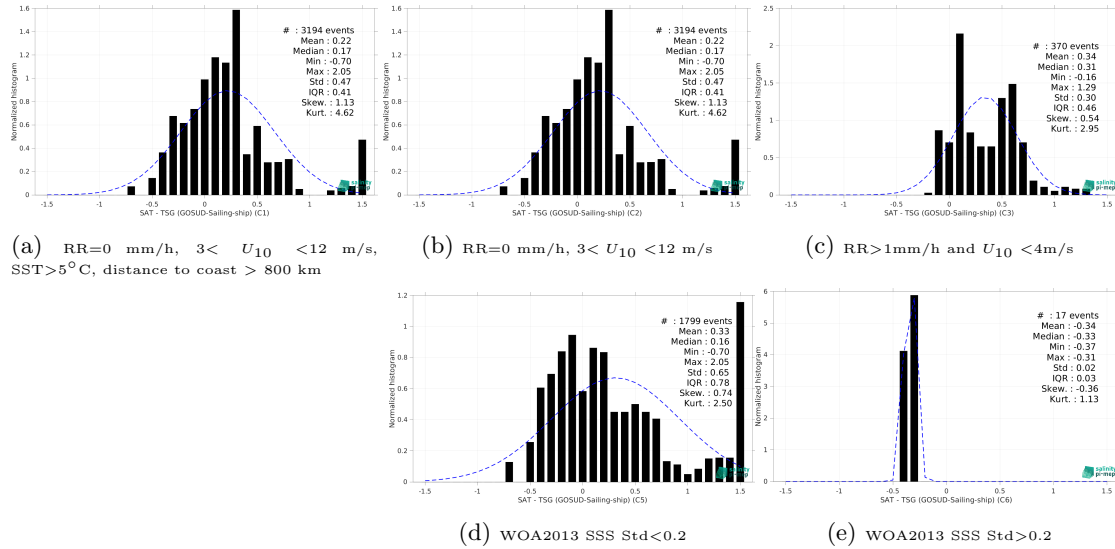 1.6
1.4
1.2
1
0.8
0.6
0.4
0.2
0
Normalized histogram
# : 3194 events
Mean : 0.22
Median : 0.17
Min : -0.70
Max : 2.05
Std : 0.47
IQR : 0.41
Skew. : 1.13
Kurt. : 4.62
salinity
pi-mep
-1.5 -1 -0.5 0 0.5 1 1.5
SAT - TSG (GOSUD-Sailing-ship) (C1)
(a) RR=0 mm/h, 3< U10 <12 m/s,
SST>5°C, distance to coast > 800 km
1.6
1.4
1.2
1
0.8
0.6
0.4
0.2
0
Normalized histogram
# : 3194 events
Mean : 0.22
Median : 0.17
Min : -0.70
Max : 2.05
Std : 0.47
IQR : 0.41
Skew. : 1.13
Kurt. : 4.62
salinity
pi-mep
-1.5 -1 -0.5 0 0.5 1 1.5
SAT - TSG (GOSUD-Sailing-ship) (C2)
(b) RR=0 mm/h, 3< U10 <12 m/s
2.5
2
1.5
1
0.5
0
Normalized histogram
# : 370 events
Mean : 0.34
Median : 0.31
Min : -0.16
Max : 1.29
Std : 0.30
IQR : 0.46
Skew. : 0.54
Kurt. : 2.95
salinity
pi-mep
-1.5 -1 -0.5 0 0.5 1 1.5
SAT - TSG (GOSUD-Sailing-ship) (C3)
(c) RR>1mm/h and U10 <4m/s
1.2
1
0.8
0.6
0.4
0.2
0
Normalized histogram
# : 1799 events
Mean : 0.33
Median : 0.16
Min : -0.70
Max : 2.05
Std : 0.65
IQR : 0.78
Skew. : 0.74
Kurt. : 2.50
salinity
pi-mep
-1.5 -1 -0.5 0 0.5 1 1.5
SAT - TSG (GOSUD-Sailing-ship) (C5)
(d) WOA2013 SSS Std<0.2
6
5
4
3
2
1
0
Normalized histogram
# : 17 events
Mean : -0.34
Median : -0.33
Min : -0.37
Max : -0.31
Std : 0.02
IQR : 0.03
Skew. : -0.36
Kurt. : 1.13
salinity
pi-mep
-1.5 -1 -0.5 0 0.5 1 1.5
SAT - TSG (GOSUD-Sailing-ship) (C6)
(e) WOA2013 SSS Std>0.2